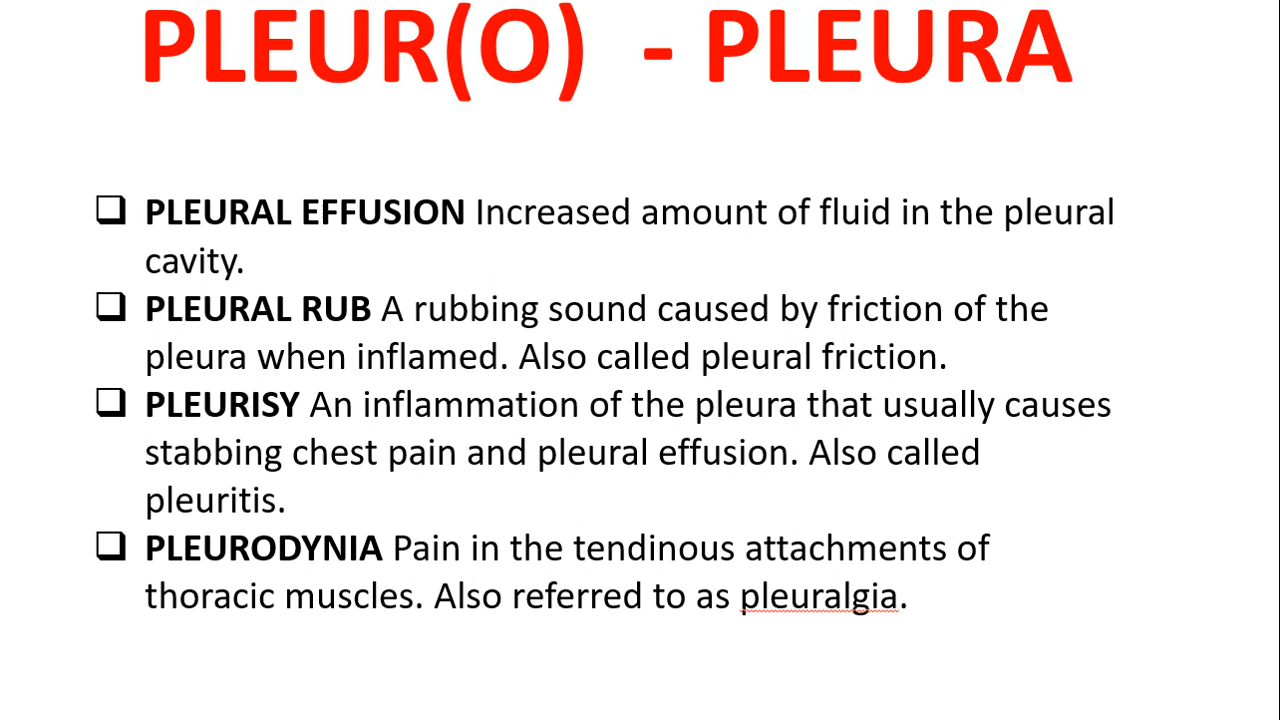 PLEUR(O) - PLEURA
❑ PLEURAL EFFUSION Increased amount of fluid in the pleural
cavity.
❑ PLEURAL RUB A rubbing sound caused by friction of the
pleura when inflamed. Also called pleural friction.
❑ PLEURISY An inflammation of the pleura that usually causes
stabbing chest pain and pleural effusion. Also called
pleuritis.
❑ PLEURODYNIA Pain in the tendinous attachments of
thoracic muscles. Also referred to as pleuralgia.